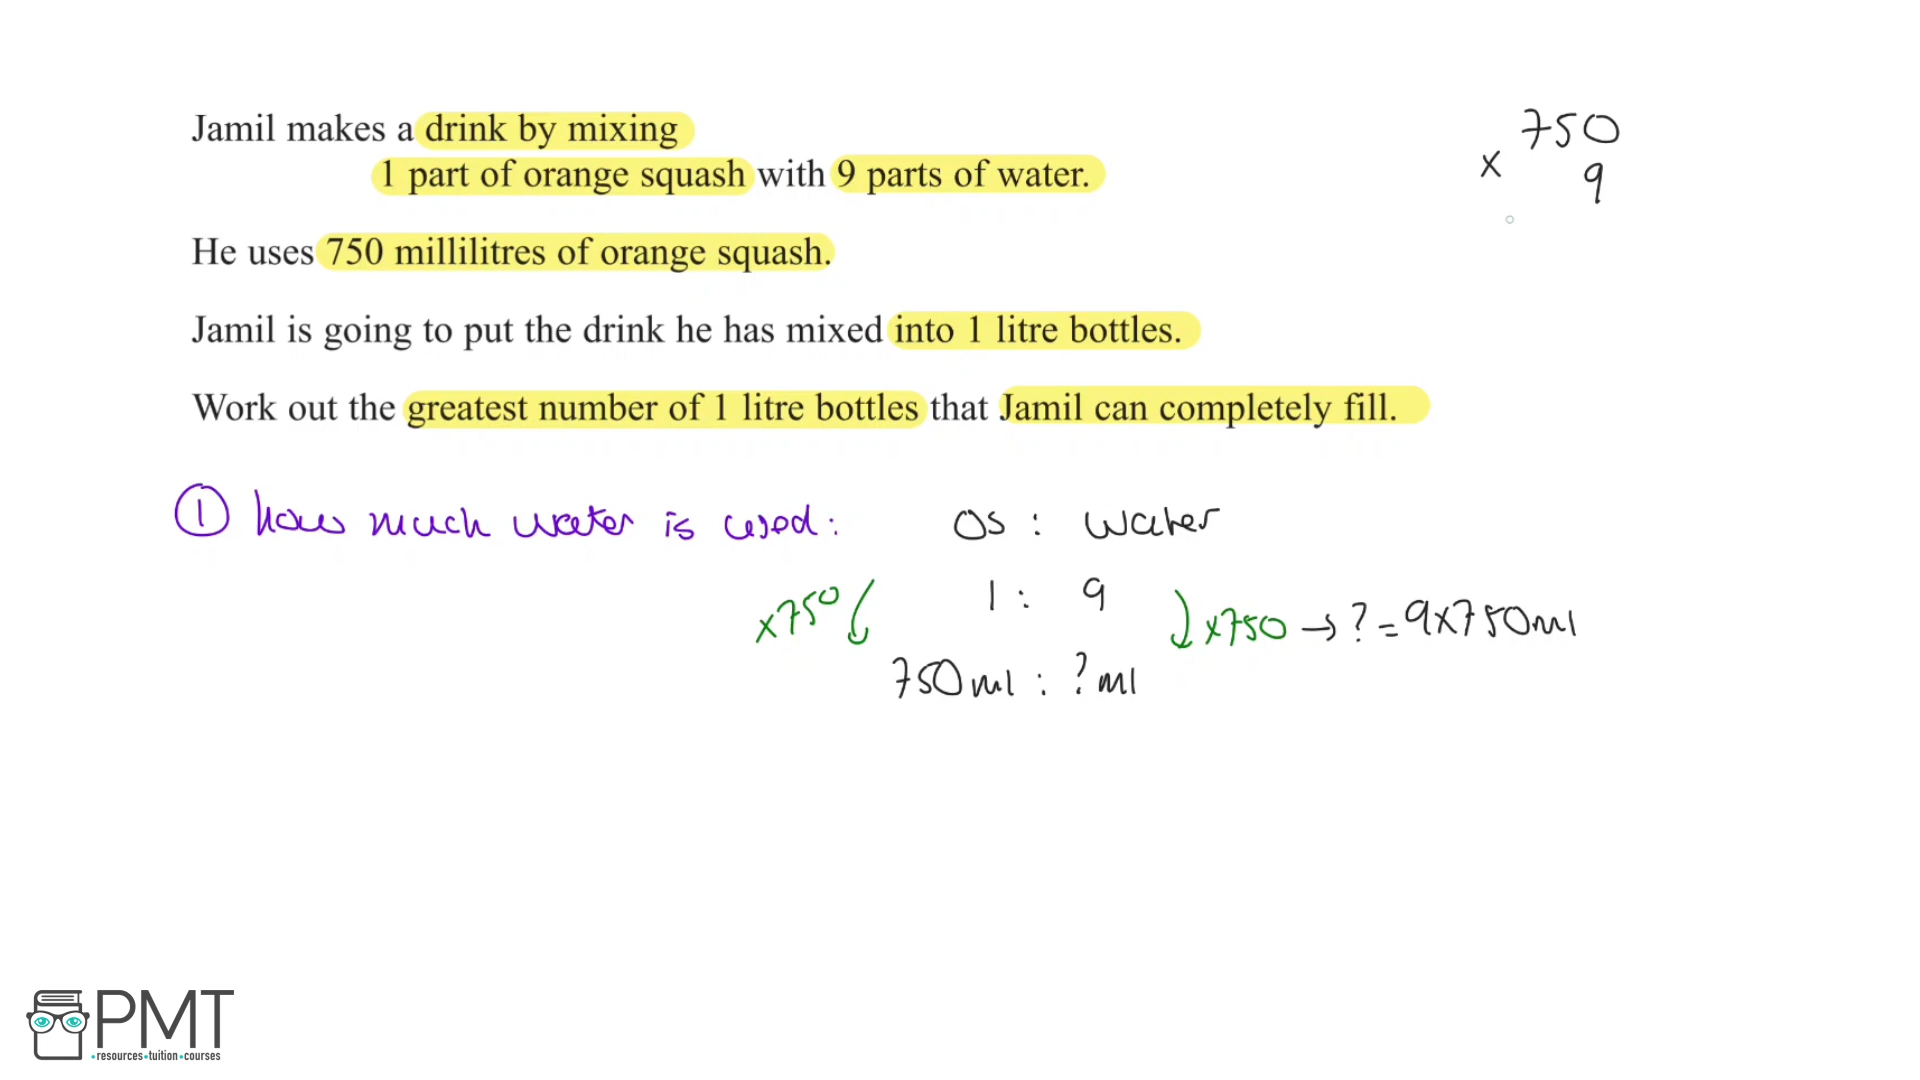 Jamil makes a drink by mixing
1 part of orange squash with 9 parts of water.
He uses 750 millilitres of orange squash.
Jamil is going to put the drink he has mixed into 1 litre bottles.
Work out the greatest number of 1 litre bottles that Jamil can completely fill.
750
x 9
① how much water is used:
OS : water
1 : 9
x750
x750 → ? = 9x750ml
750ml : ?ml
PMT
•resources•tuition•courses